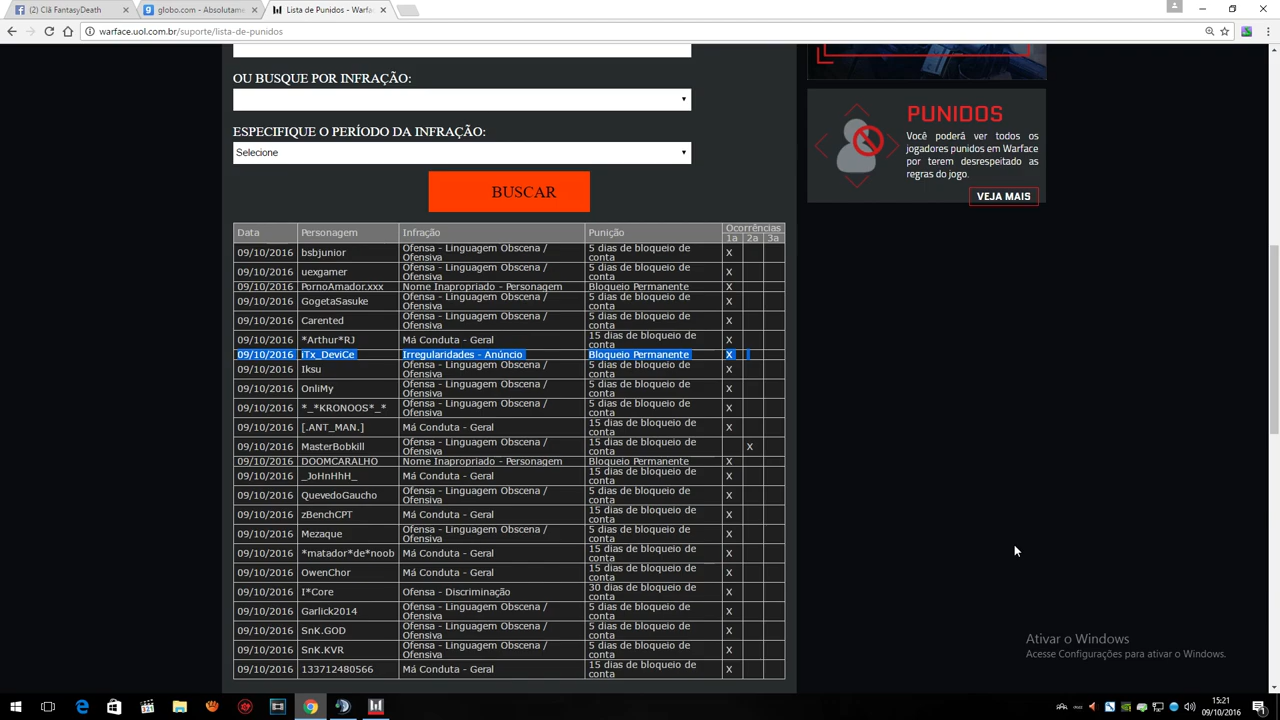 (2) Clã FantasyDeath
globo.com - Absolutame
Lista de Punidos - Warfa
warface.uol.com.br/suporte/lista-de-punidos
OU BUSQUE POR INFRAÇÃO:
ESPECIFIQUE O PERÍODO DA INFRAÇÃO:
Selecione
BUSCAR
PUNIDOS
Você poderá ver todos os
jogadores punidos em Warface
por terem desrespeitado as
regras do jogo.
VEJA MAIS
Data Personagem Infração Punição Ocorrências
1a 2a 3a
09/10/2016 bsbjunior Ofensa - Linguagem Obscena / Ofensiva 5 dias de bloqueio de conta X
09/10/2016 uexgamer Ofensa - Linguagem Obscena / Ofensiva 5 dias de bloqueio de conta X
09/10/2016 PornoAmador.xxx Nome Inapropriado - Personagem Bloqueio Permanente X
09/10/2016 GogetaSasuke Ofensa - Linguagem Obscena / Ofensiva 5 dias de bloqueio de conta X
09/10/2016 Carented Ofensa - Linguagem Obscena / Ofensiva 5 dias de bloqueio de conta X
09/10/2016 *Arthur*RJ Má Conduta - Geral 15 dias de bloqueio de conta X
09/10/2016 iTx_DeviCe Irregularidades - Anúncio Bloqueio Permanente X
09/10/2016 Iksu Ofensa - Linguagem Obscena / Ofensiva 5 dias de bloqueio de conta X
09/10/2016 OnliMy Ofensa - Linguagem Obscena / Ofensiva 5 dias de bloqueio de conta X
09/10/2016 *_*KRONOOS*_* Ofensa - Linguagem Obscena / Ofensiva 5 dias de bloqueio de conta X
09/10/2016 [.ANT_MAN.] Má Conduta - Geral 15 dias de bloqueio de conta X
09/10/2016 MasterBobkill Ofensa - Linguagem Obscena / Ofensiva 15 dias de bloqueio de conta X
09/10/2016 DOOMCARALHO Nome Inapropriado - Personagem Bloqueio Permanente X
09/10/2016 _JoHnHhH_ Má Conduta - Geral 15 dias de bloqueio de conta X
09/10/2016 QuevedoGaucho Ofensa - Linguagem Obscena / Ofensiva 5 dias de bloqueio de conta X
09/10/2016 zBenchCPT Má Conduta - Geral 15 dias de bloqueio de conta X
09/10/2016 Mezaque Ofensa - Linguagem Obscena / Ofensiva 5 dias de bloqueio de conta X
09/10/2016 *matador*de*noob Má Conduta - Geral 15 dias de bloqueio de conta X
09/10/2016 OwenChor Má Conduta - Geral 15 dias de bloqueio de conta X
09/10/2016 I*Core Ofensa - Discriminação 30 dias de bloqueio de conta X
09/10/2016 Garlick2014 Ofensa - Linguagem Obscena / Ofensiva 5 dias de bloqueio de conta X
09/10/2016 SnK.GOD Ofensa - Linguagem Obscena / Ofensiva 5 dias de bloqueio de conta X
09/10/2016 SnK.KVR Ofensa - Linguagem Obscena / Ofensiva 5 dias de bloqueio de conta X
09/10/2016 133712480566 Má Conduta - Geral 15 dias de bloqueio de conta X
Ativar o Windows
Acesse Configurações para ativar o Windows.
15:21
09/10/2016